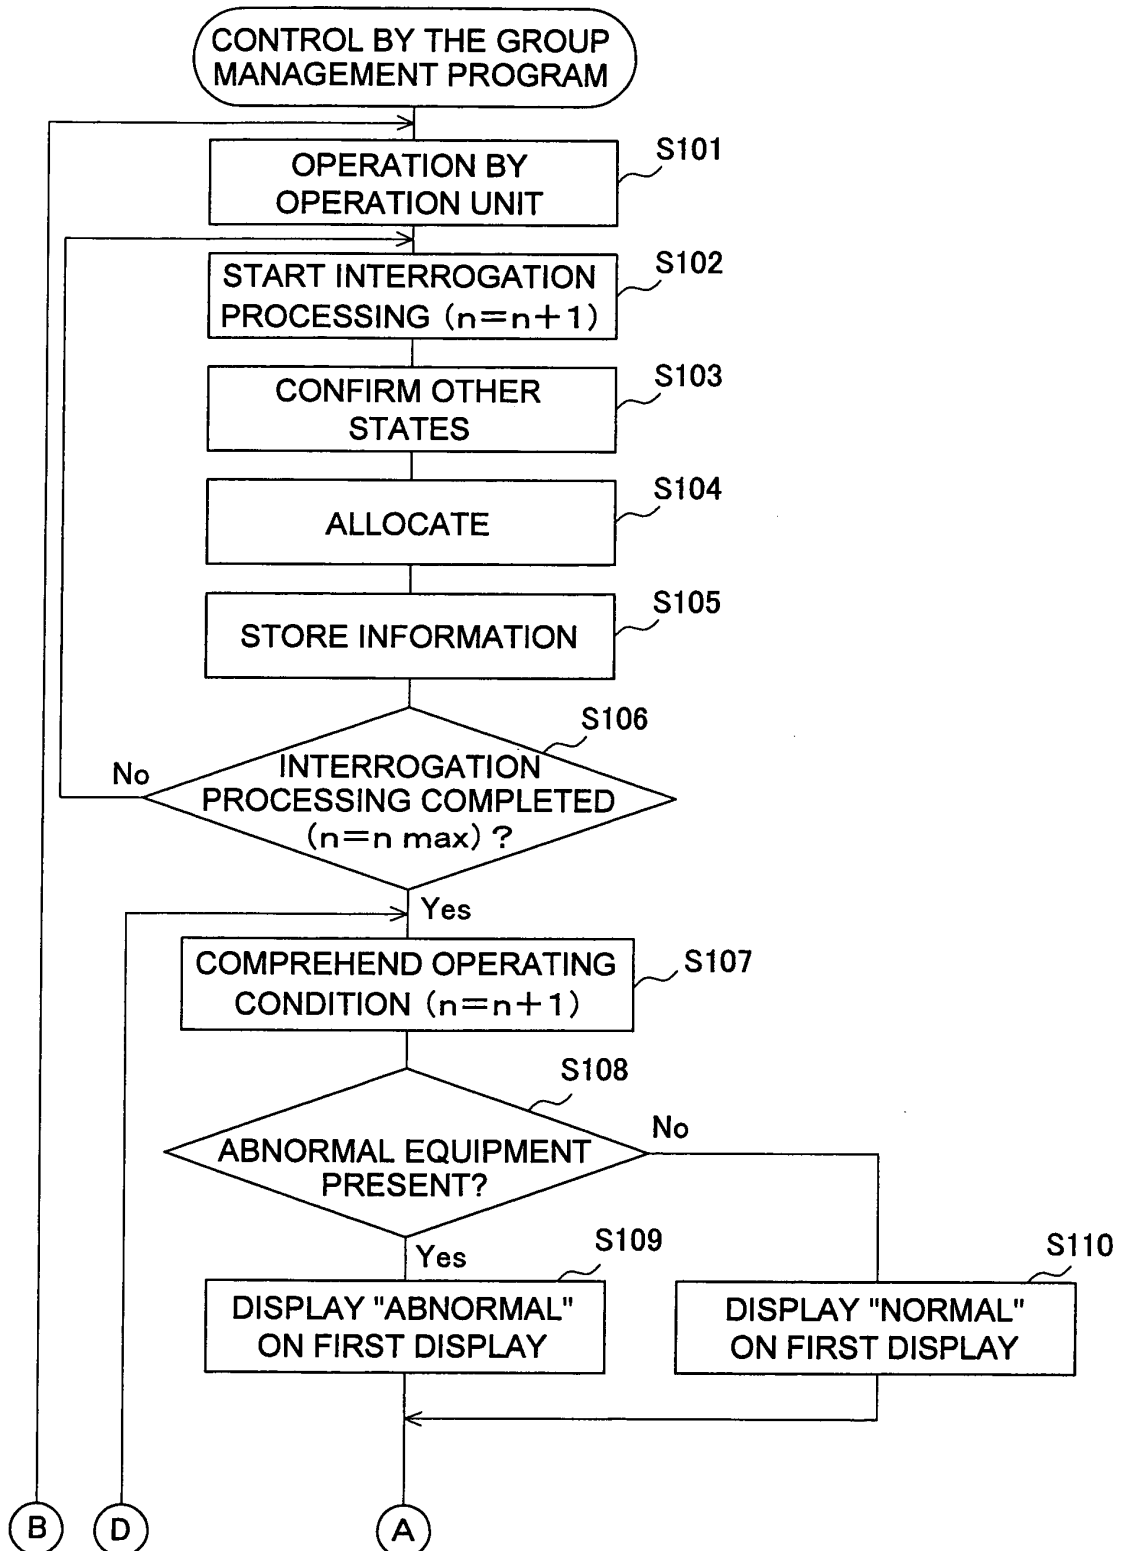 CONTROL BY THE GROUP
MANAGEMENT PROGRAM
S101
OPERATION BY
OPERATION UNIT
S102
START INTERROGATION
PROCESSING (n=n+1)
S103
CONFIRM OTHER
STATES
S104
ALLOCATE
S105
STORE INFORMATION
S106
No
INTERROGATION
PROCESSING COMPLETED
(n=n max) ?
Yes
S107
COMPREHEND OPERATING
CONDITION (n=n+1)
S108
No
ABNORMAL EQUIPMENT
PRESENT?
Yes
S109
DISPLAY "ABNORMAL"
ON FIRST DISPLAY
S110
DISPLAY "NORMAL"
ON FIRST DISPLAY
B
D
A